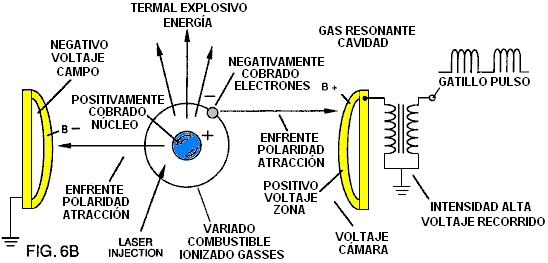 TERMAL EXPLOSIVO
ENERGÍA
GAS RESONANTE
CAVIDAD
NEGATIVO
VOLTAJE
CAMPO
NEGATIVAMENTE
COBRADO
ELECTRONES
GATILLO PULSO
POSITIVAMENTE
COBRADO
NÚCLEO
B +
B –
–
+
ENFRENTE
POLARIDAD
ATRACCIÓN
ENFRENTE
POLARIDAD
ATRACCIÓN
POSITIVO
VOLTAJE
ZONA
INTENSIDAD ALTA
VOLTAJE RECORRIDO
VARIADO
COMBUSTIBLE
IONIZADO GASSES
VOLTAJE
CÁMARA
LASER
INJECTION
FIG. 6B